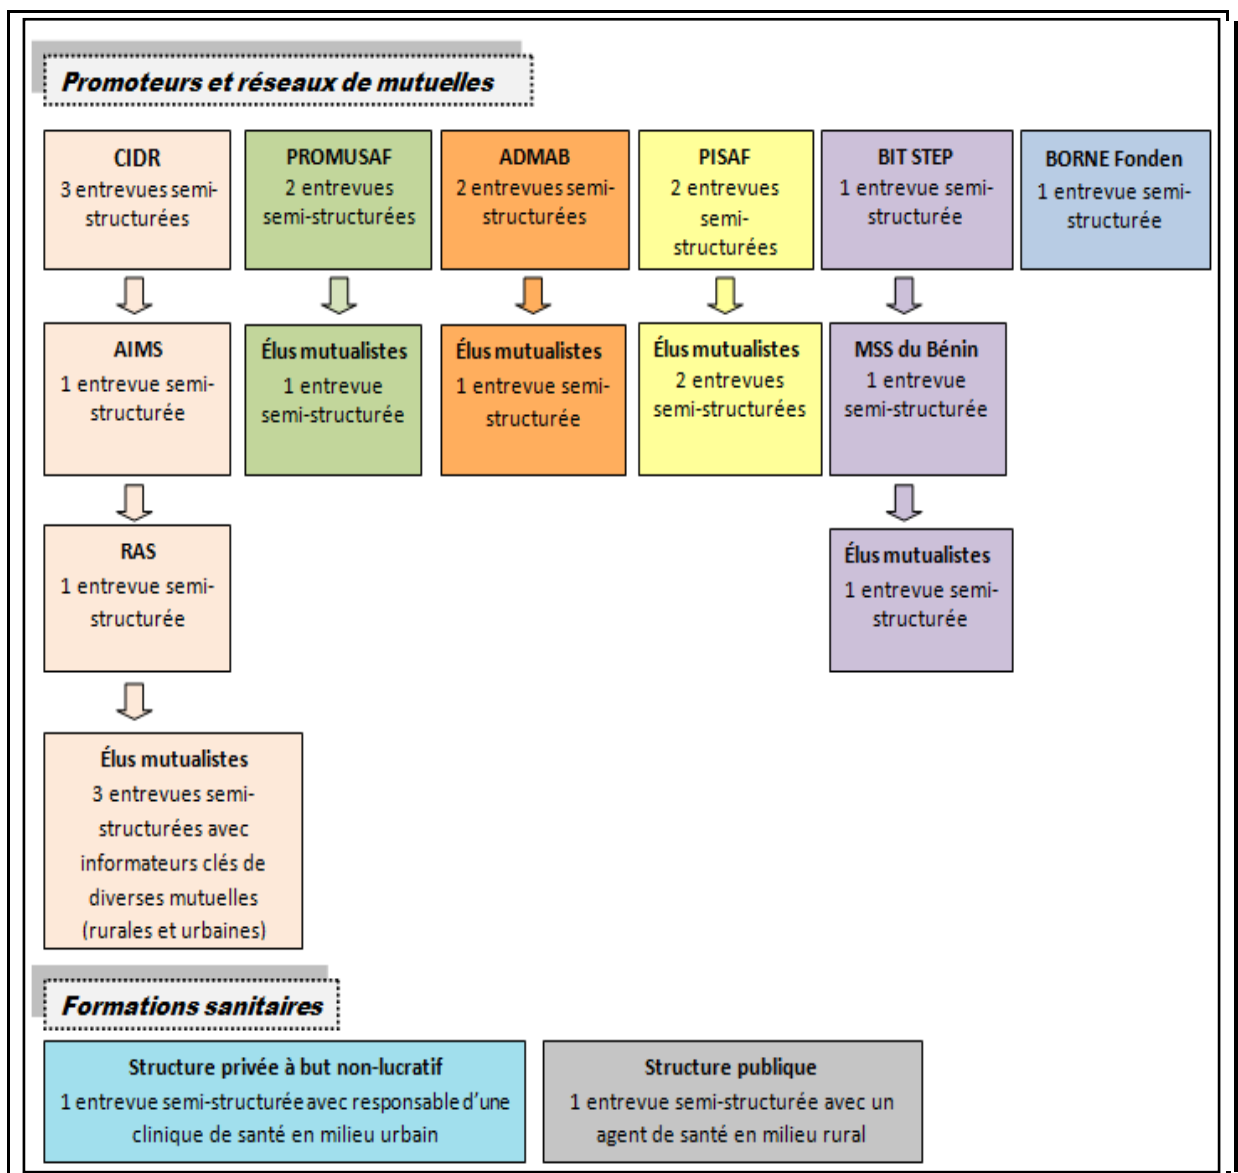 Promoteurs et réseaux de mutuelles
CIDR
3 entrevues semi-
structurées
PROMUSAF
2 entrevues
semi-structurées
ADMAB
2 entrevues semi-
structurées
PISAF
2 entrevues
semi-
structurées
BIT STEP
1 entrevue semi-
structurée
BORNE Fonden
1 entrevue semi-
structurée
AIMS
1 entrevue semi-
structurée
Élus mutualistes
1 entrevue
semi-structurée
Élus mutualistes
1 entrevue semi-
structurée
Élus mutualistes
2 entrevues
semi-structurées
MSS du Bénin
1 entrevue
semi-structurée
RAS
1 entrevue semi-
structurée
Élus mutualistes
1 entrevue semi-
structurée
Élus mutualistes
3 entrevues semi-
structurées avec
informateurs clés de
diverses mutuelles
(rurales et urbaines)
Formations sanitaires
Structure privée à but non-lucratif
1 entrevue semi-structurée avec responsable d'une
clinique de santé en milieu urbain
Structure publique
1 entrevue semi-structurée avec un
agent de santé en milieu rural